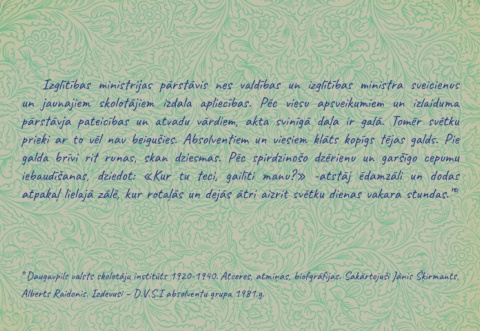 Izglītības ministrijas pārstāvis nes valdības un izglītības ministra sveicienus
un jaunajiem skolotājiem izdala apliecības. Pēc viesu apsveikumiem un izlaiduma
pārstāvja pateicības un atvadu vārdiem, akta svinīgā daļa ir galā. Tomēr svētku
prieki ar to vēl nav beigušies. Absolventiem un viesiem klāts kopīgs tējas galds. Pie
galda brīvi rit runas, skan dziesmas. Pēc spirdzinošo dzērienu un garšīgo cepumu
iebaudīšanas, dziedot: «Kur tu teci, gailīti manu?» -atstāj ēdamzāli un dodas
atpakaļ lielajā zālē, kur rotaļās un dejās ātri aizrit svētku dienas vakara stundas."*
*Daugavpils valsts skolotāju institūts 1920-1940. Atceres, atmiņas, biofgrāfijas. Sakārtojuši Jānis Šķirmants,
Alberts Raidonis. Izdevusi – D.V.S.I absolventu grupa 1981.g.